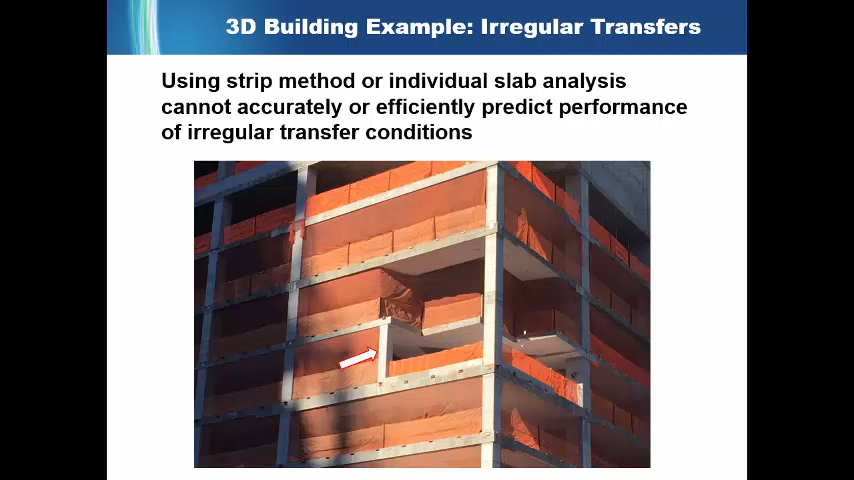 3D Building Example: Irregular Transfers
Using strip method or individual slab analysis
cannot accurately or efficiently predict performance
of irregular transfer conditions